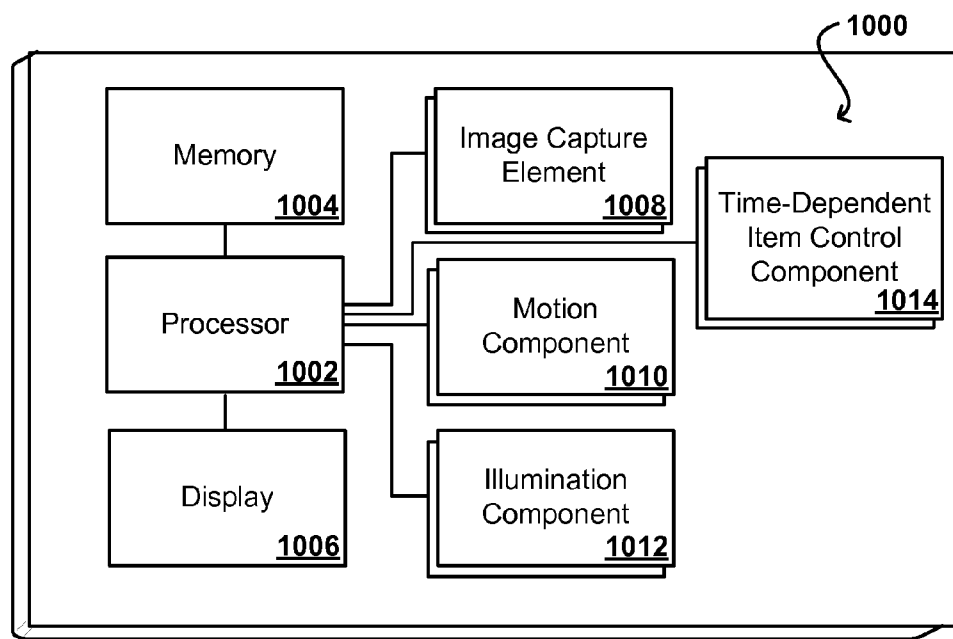 1000
Memory
1004
Image Capture
Element
1008
Time-Dependent
Item Control
Component
1014
Processor
1002
Motion
Component
1010
Display
1006
Illumination
Component
1012